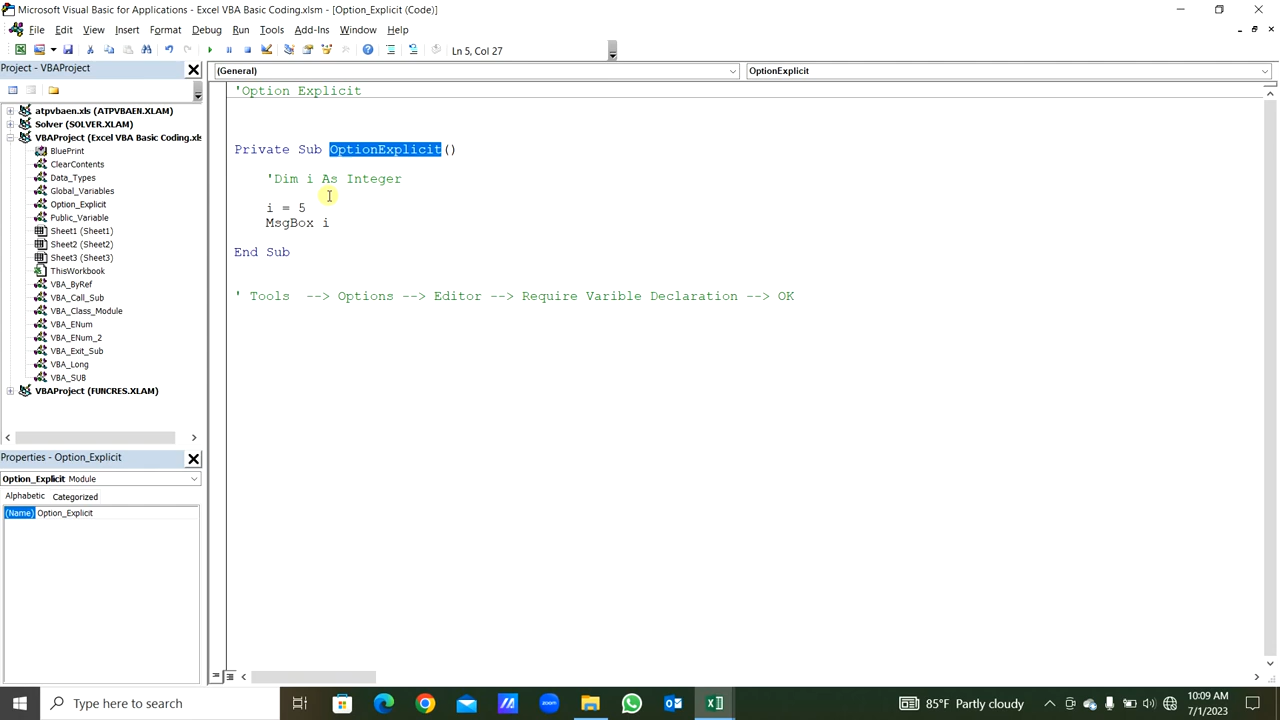 Microsoft Visual Basic for Applications - Excel VBA Basic Coding.xlsm - [Option_Explicit (Code)]
File Edit View Insert Format Debug Run Tools Add-Ins Window Help
Ln 5, Col 27
Project - VBAProject
(General)
OptionExplicit
atpvbaen.xls (ATPVBAEN.XLAM)
Solver (SOLVER.XLAM)
VBAProject (Excel VBA Basic Coding.xls
BluePrint
ClearContents
Data_Types
Global_Variables
Option_Explicit
Public_Variable
Sheet1 (Sheet1)
Sheet2 (Sheet2)
Sheet3 (Sheet3)
ThisWorkbook
VBA_ByRef
VBA_Call_Sub
VBA_Class_Module
VBA_ENum
VBA_ENum_2
VBA_Exit_Sub
VBA_Long
VBA_SUB
VBAProject (FUNCRES.XLAM)
Properties - Option_Explicit
Option_Explicit Module
Alphabetic Categorized
(Name) Option_Explicit
'Option Explicit
Private Sub OptionExplicit()
'Dim i As Integer
i = 5
MsgBox i
End Sub
' Tools --> Options --> Editor --> Require Varible Declaration --> OK
Type here to search
zoom
85°F Partly cloudy
10:09 AM
7/1/2023